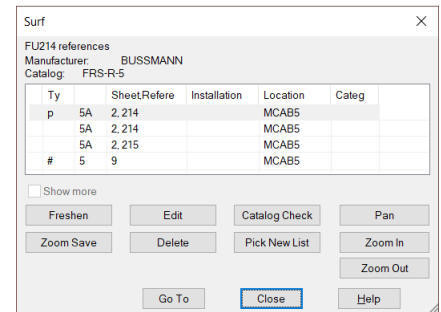 Surf
FU214 references
Manufacturer: BUSSMANN
Catalog: FRS-R-5
Ty Sheet,Refere Installation Location Categ
p 5A 2, 214 MCAB5
5A 2, 214 MCAB5
5A 2, 215 MCAB5
# 5 9 MCAB5
Show more
Freshen Edit Catalog Check Pan
Zoom Save Delete Pick New List Zoom In
Zoom Out
Go To Close Help